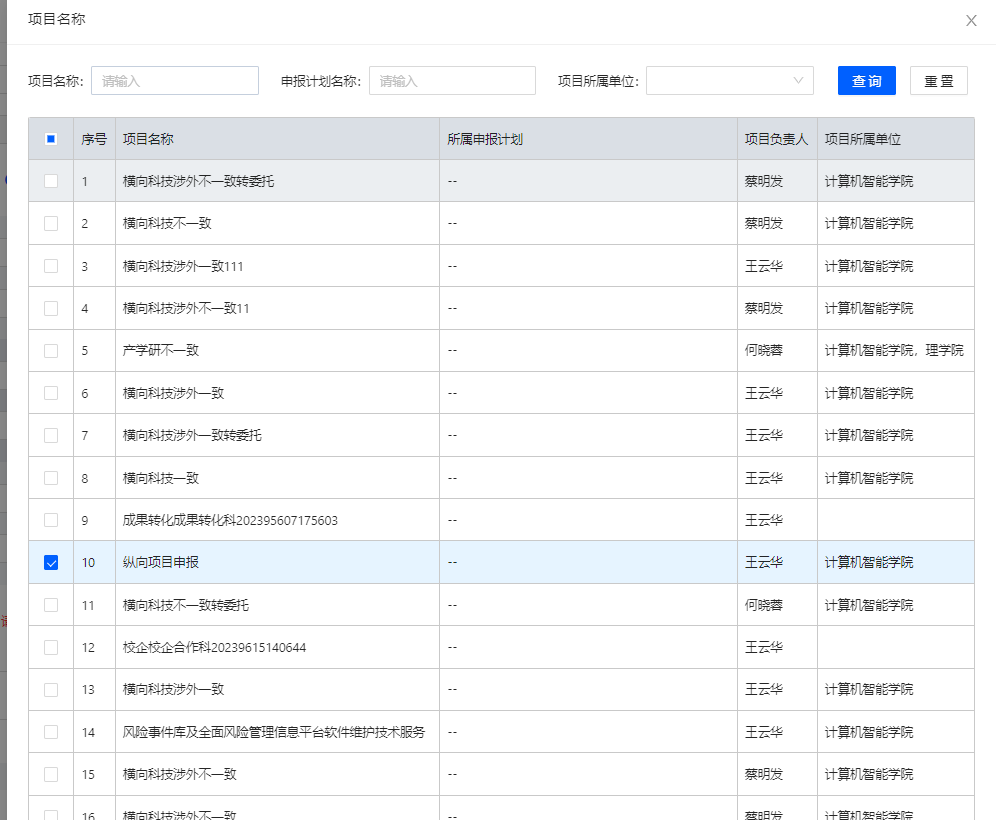 项目名称
项目名称: 请输入 申报计划名称: 请输入 项目所属单位: 查 询 重 置
序号 项目名称 所属申报计划 项目负责人 项目所属单位
1 横向科技涉外不一致转委托 -- 蔡明发 计算机智能学院
2 横向科技不一致 -- 蔡明发 计算机智能学院
3 横向科技涉外一致111 -- 王云华 计算机智能学院
4 横向科技涉外不一致11 -- 蔡明发 计算机智能学院
5 产学研不一致 -- 何晓蓉 计算机智能学院，理学院
6 横向科技涉外一致 -- 王云华 计算机智能学院
7 横向科技涉外一致转委托 -- 王云华 计算机智能学院
8 横向科技一致 -- 王云华 计算机智能学院
9 成果转化成果转化科202395607175603 -- 王云华
10 纵向项目申报 -- 王云华 计算机智能学院
11 横向科技不一致转委托 -- 何晓蓉 计算机智能学院
12 校企校企合作科20239615140644 -- 王云华
13 横向科技涉外一致 -- 王云华 计算机智能学院
14 风险事件库及全面风险管理信息平台软件维护技术服务 -- 王云华 计算机智能学院
15 横向科技涉外不一致 -- 蔡明发 计算机智能学院
16 横向科技涉外不一致 -- 蔡明发 计算机智能学院